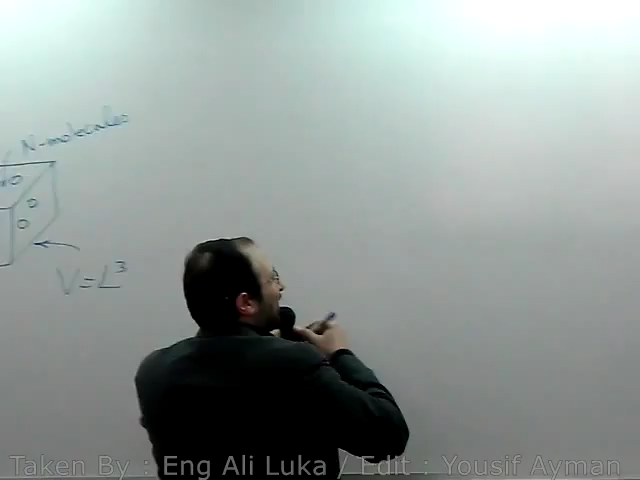 N-molecules
V=L³
Taken By : Eng Ali Luka / Edit : Yousif Ayman